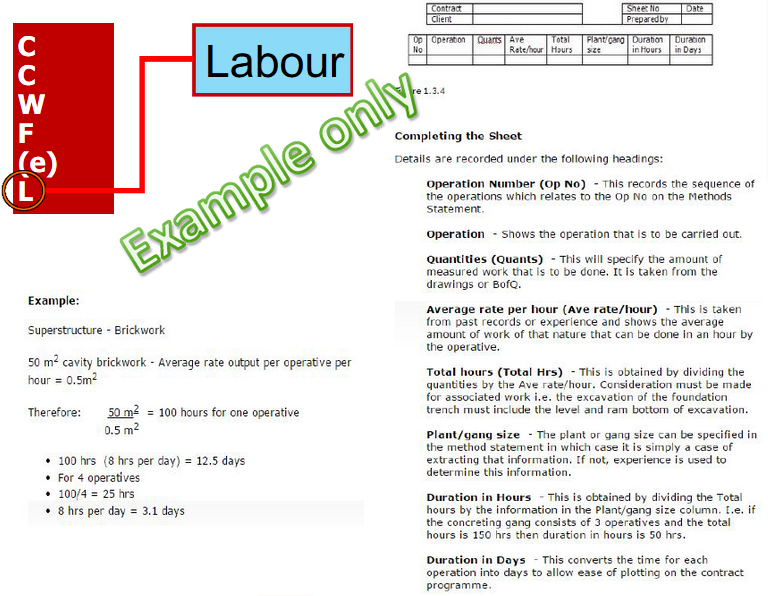 C
C
W
F
(e)
L
Labour
Example only
Example:
Superstructure - Brickwork
50 m2 cavity brickwork - Average rate output per operative per
hour = 0.5m2
Therefore: 50 m2 = 100 hours for one operative
0.5 m2
• 100 hrs (8 hrs per day) = 12.5 days
• For 4 operatives
• 100/4 = 25 hrs
• 8 hrs per day = 3.1 days
Contract Sheet No Date
Client Prepared by
Op Operation Quants Ave Total Plant/gang Duration Duration
No Rate/hour Hours size in Hours in Days
1.3.4
Completing the Sheet
Details are recorded under the following headings:
Operation Number (Op No) - This records the sequence of
the operations which relates to the Op No on the Methods
Statement.
Operation - Shows the operation that is to be carried out.
Quantities (Quants) - This will specify the amount of
measured work that is to be done. It is taken from the
drawings or BofQ.
Average rate per hour (Ave rate/hour) - This is taken
from past records or experience and shows the average
amount of work of that nature that can be done in an hour by
the operative.
Total hours (Total Hrs) - This is obtained by dividing the
quantities by the Ave rate/hour. Consideration must be made
for associated work i.e. the excavation of the foundation
trench must include the level and ram bottom of excavation.
Plant/gang size - The plant or gang size can be specified in
the method statement in which case it is simply a case of
extracting that information. If not, experience is used to
determine this information.
Duration in Hours - This is obtained by dividing the Total
hours by the information in the Plant/gang size column. I.e. if
the concreting gang consists of 3 operatives and the total
hours is 150 hrs then duration in hours is 50 hrs.
Duration in Days - This converts the time for each
operation into days to allow ease of plotting on the contract
programme.